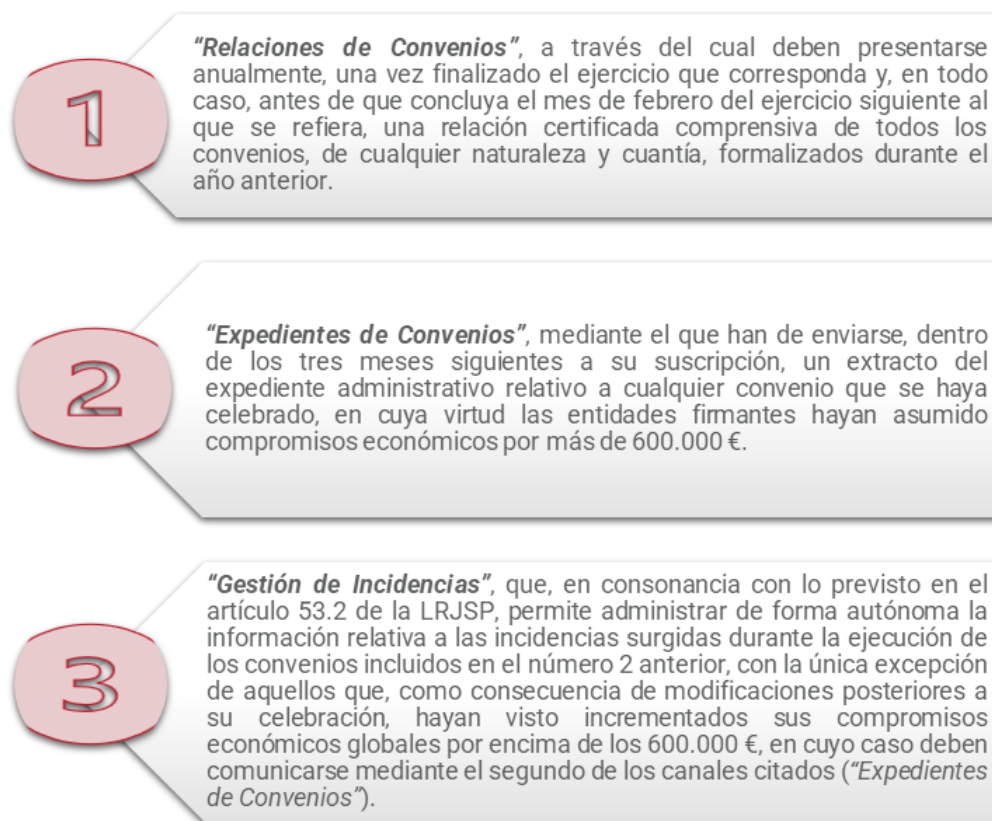 1
“Relaciones de Convenios”, a través del cual deben presentarse
anualmente, una vez finalizado el ejercicio que corresponda y, en todo
caso, antes de que concluya el mes de febrero del ejercicio siguiente al
que se refiera, una relación certificada comprensiva de todos los
convenios, de cualquier naturaleza y cuantía, formalizados durante el
año anterior.
2
“Expedientes de Convenios”, mediante el que han de enviarse, dentro
de los tres meses siguientes a su suscripción, un extracto del
expediente administrativo relativo a cualquier convenio que se haya
celebrado, en cuya virtud las entidades firmantes hayan asumido
compromisos económicos por más de 600.000 €.
3
“Gestión de Incidencias”, que, en consonancia con lo previsto en el
artículo 53.2 de la LRJSP, permite administrar de forma autónoma la
información relativa a las incidencias surgidas durante la ejecución de
los convenios incluidos en el número 2 anterior, con la única excepción
de aquellos que, como consecuencia de modificaciones posteriores a
su celebración, hayan visto incrementados sus compromisos
económicos globales por encima de los 600.000 €, en cuyo caso deben
comunicarse mediante el segundo de los canales citados (“Expedientes
de Convenios”).